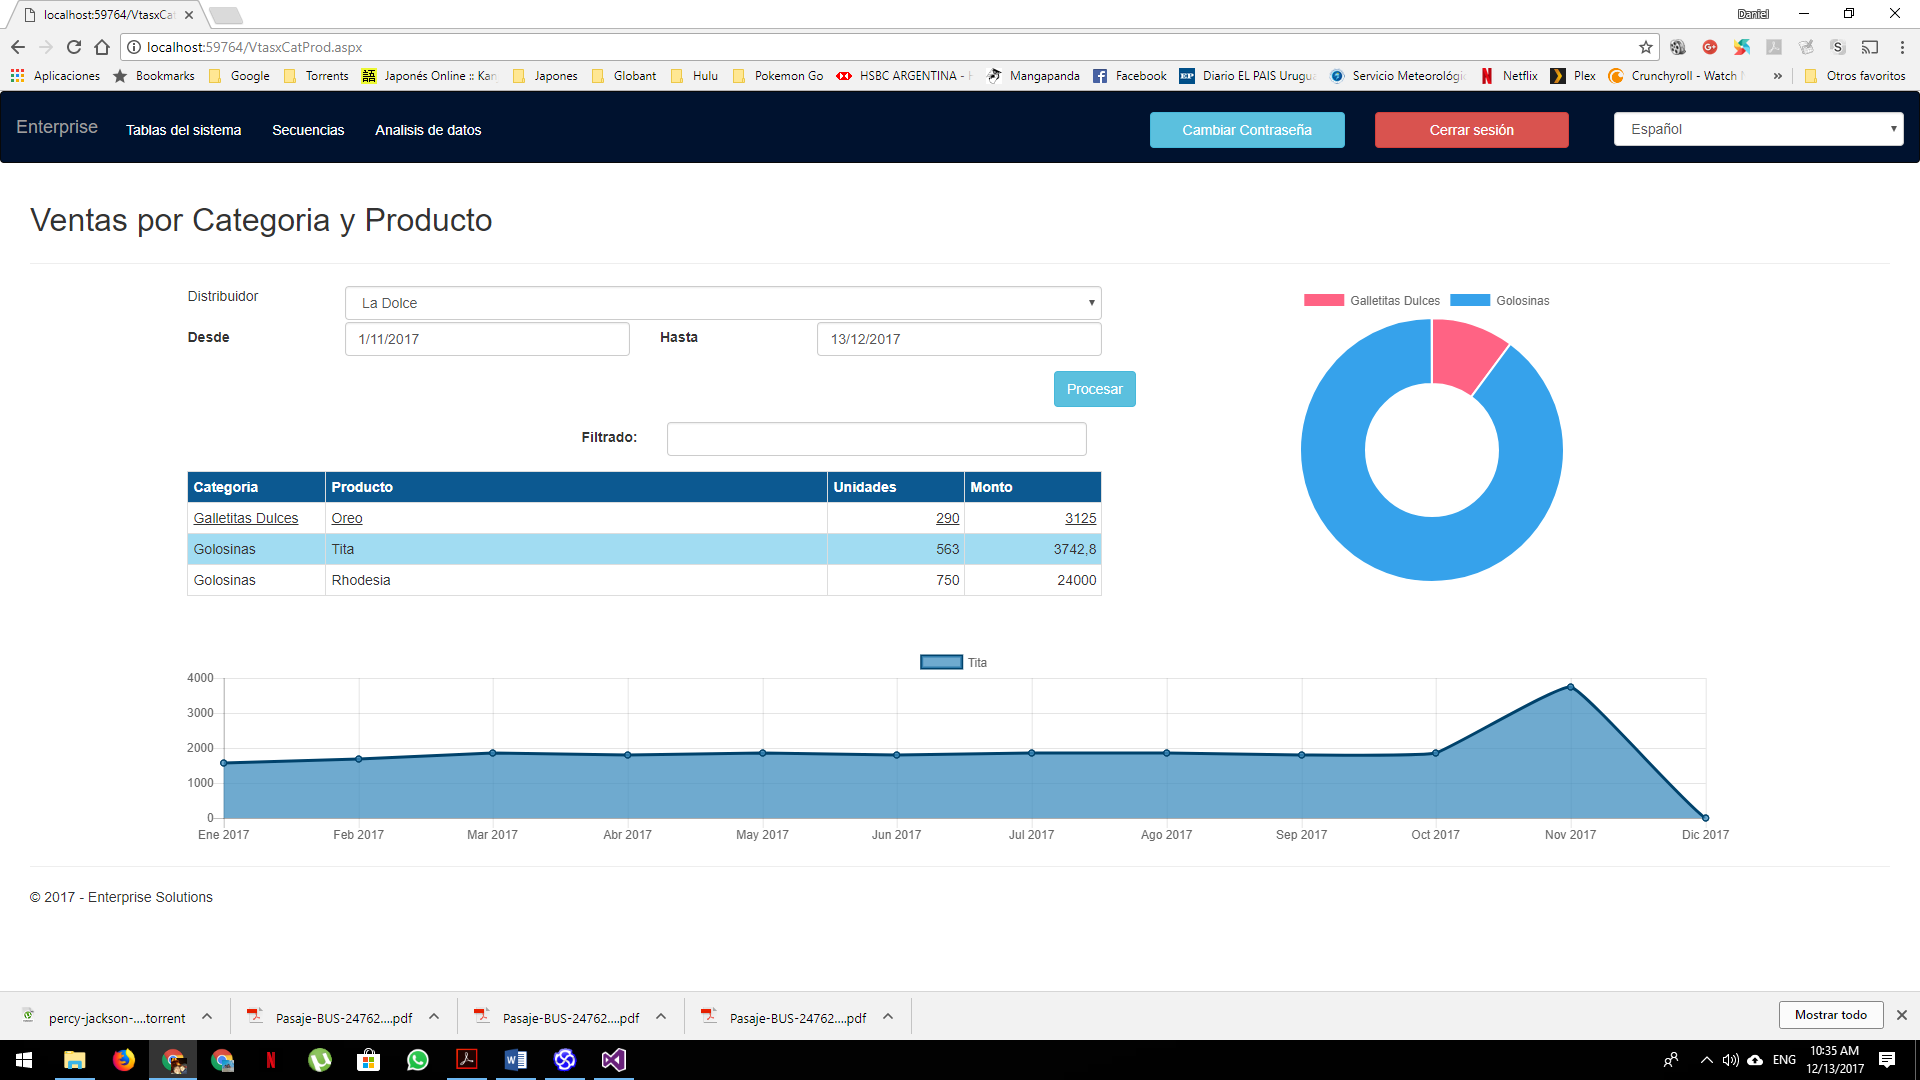 localhost:59764/VtasxCat
Daniel
localhost:59764/VtasxCatProd.aspx
Aplicaciones Bookmarks Google Torrents Japonés Online :: Kan Japones Globant Hulu Pokemon Go HSBC ARGENTINA - Mangapanda Facebook Diario EL PAIS Urugua Servicio Meteorológi Netflix Plex Crunchyroll - Watch » Otros favoritos
Enterprise Tablas del sistema Secuencias Analisis de datos Cambiar Contraseña Cerrar sesión Español
Ventas por Categoria y Producto
Distribuidor La Dolce
Desde 1/11/2017 Hasta 13/12/2017
Procesar
Filtrado:
Categoria Producto Unidades Monto
Galletitas Dulces Oreo 290 3125
Golosinas Tita 563 3742,8
Golosinas Rhodesia 750 24000
Galletitas Dulces Golosinas
Tita
4000
3000
2000
1000
0
Ene 2017 Feb 2017 Mar 2017 Abr 2017 May 2017 Jun 2017 Jul 2017 Ago 2017 Sep 2017 Oct 2017 Nov 2017 Dic 2017
© 2017 - Enterprise Solutions
percy-jackson-....torrent Pasaje-BUS-24762....pdf Pasaje-BUS-24762....pdf Pasaje-BUS-24762....pdf Mostrar todo
ENG 10:35 AM
12/13/2017